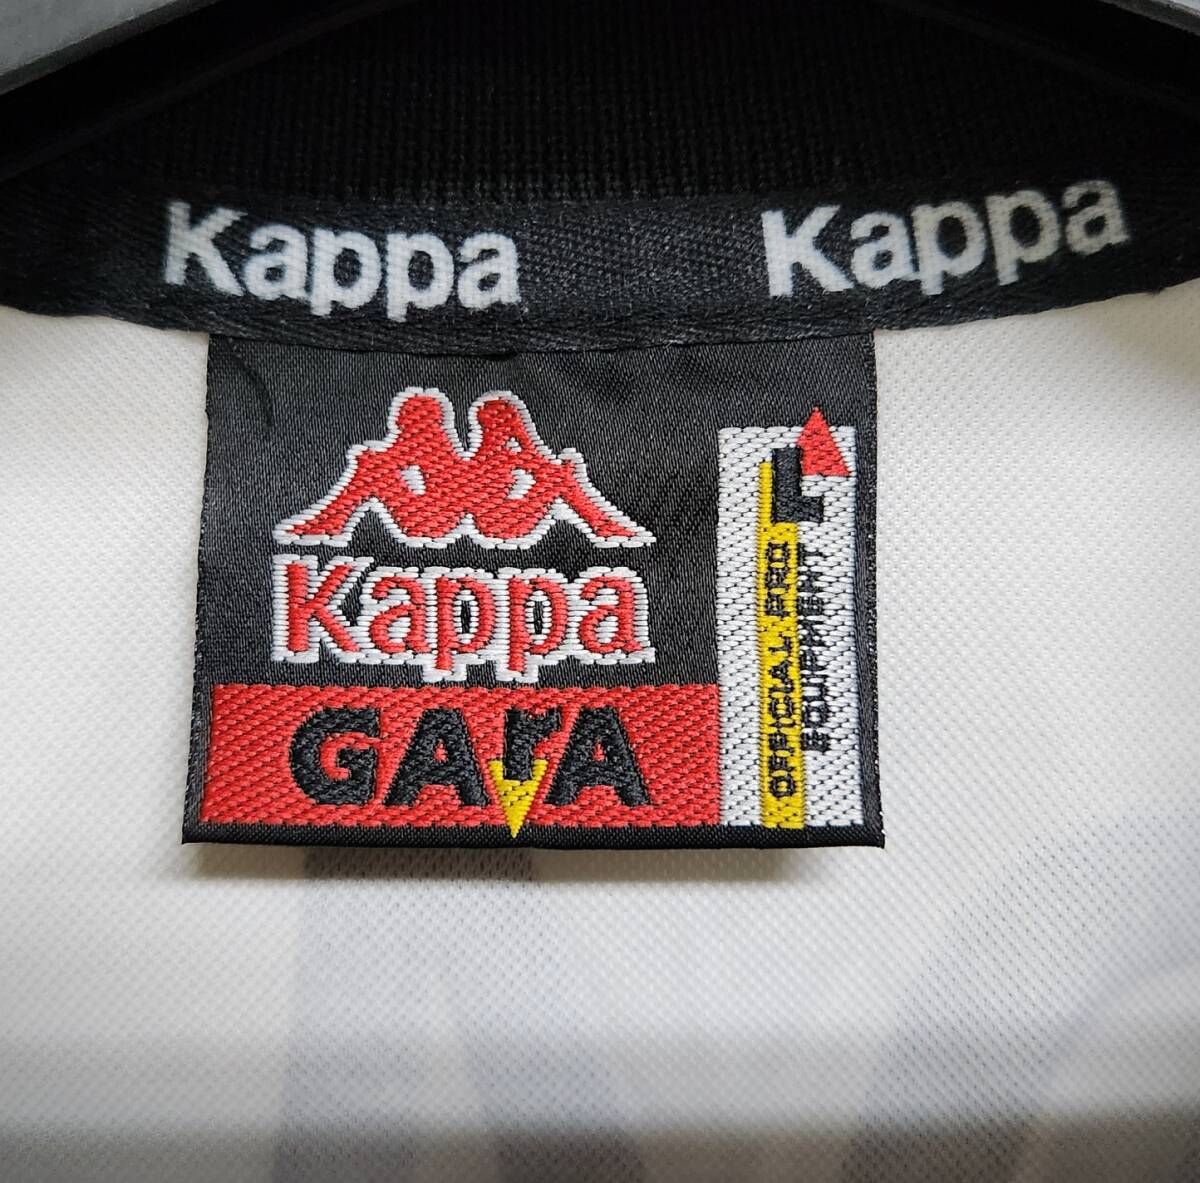 Kappa Kappa
Kappa
GArA
L
OFFICIAL PRO
EQUIPMENT